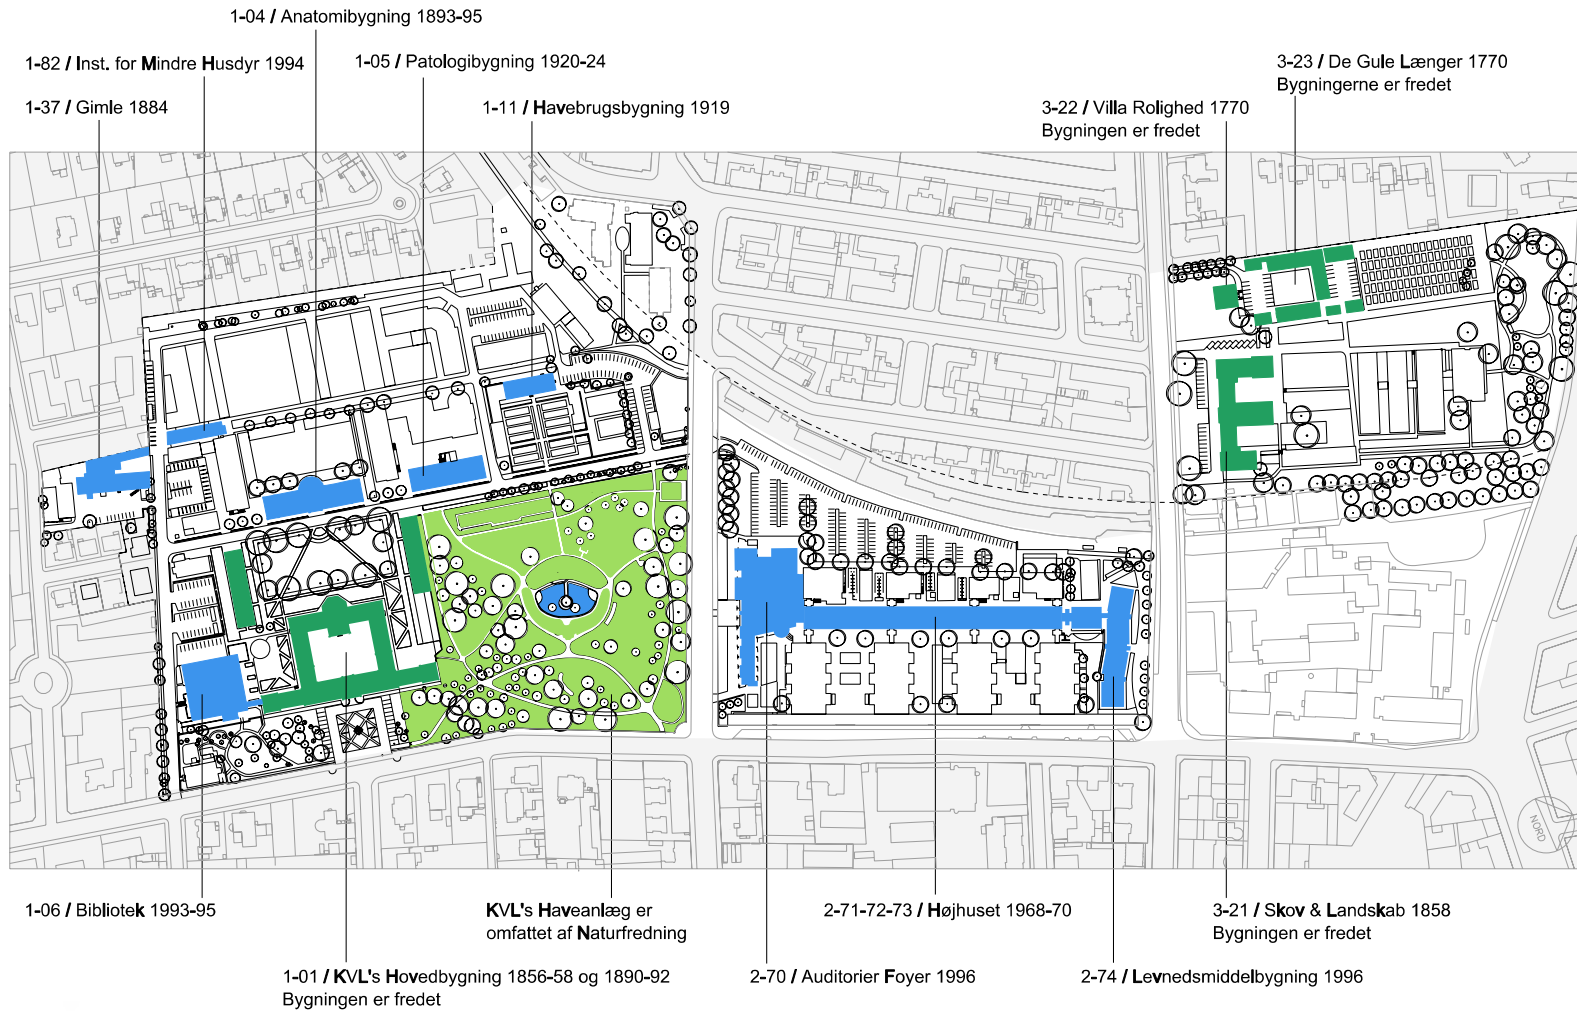 1-04 / Anatomibygning 1893-95
1-82 / Inst. for Mindre Husdyr 1994
1-05 / Patologibygning 1920-24
3-23 / De Gule Længer 1770
Bygningerne er fredet
1-37 / Gimle 1884
1-11 / Havebrugsbygning 1919
3-22 / Villa Rolighed 1770
Bygningen er fredet
NORD
1-06 / Bibliotek 1993-95
KVL's Haveanlæg er
omfattet af Naturfredning
2-71-72-73 / Højhuset 1968-70
3-21 / Skov & Landskab 1858
Bygningen er fredet
1-01 / KVL's Hovedbygning 1856-58 og 1890-92
Bygningen er fredet
2-70 / Auditorier Foyer 1996
2-74 / Levnedsmiddelbygning 1996